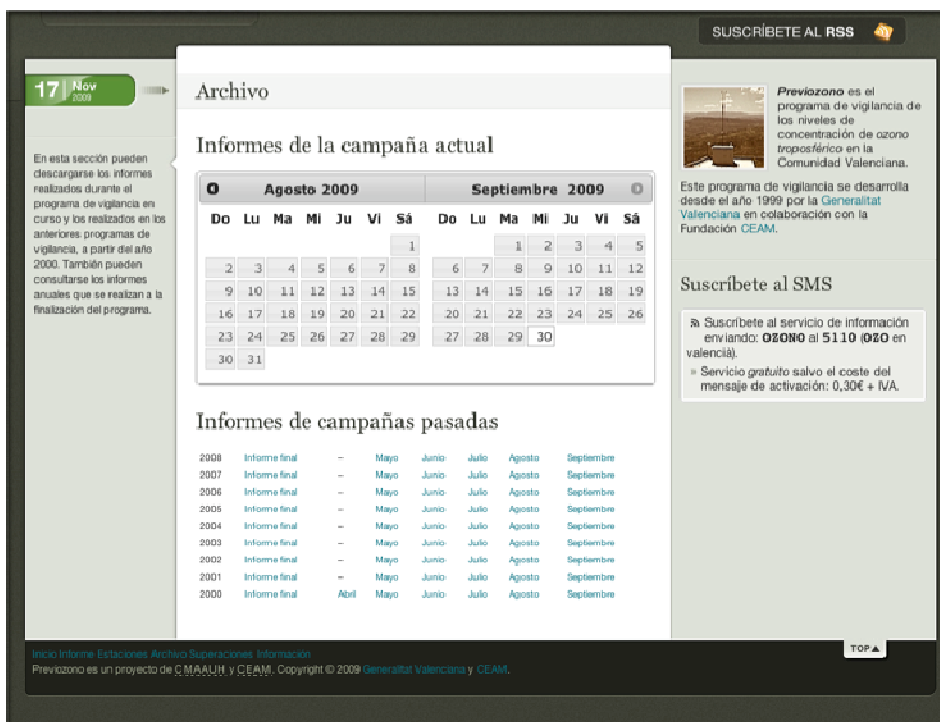 SUSCRÍBETE AL RSS
17 Nov
2009
En esta sección pueden
descargarse los informes
realizados durante el
programa de vigilancia en
curso y los realizados en los
anteriores programas de
vigilancia, a partir del año
2000. También pueden
consultarse los informes
anuales que se realizan a la
finalización del programa.
Archivo
Informes de la campaña actual
Agosto 2009
Do Lu Ma Mi Ju Vi Sá
1
2 3 4 5 6 7 8
9 10 11 12 13 14 15
16 17 18 19 20 21 22
23 24 25 26 27 28 29
30 31
Septiembre 2009
Do Lu Ma Mi Ju Vi Sá
1 2 3 4 5
6 7 8 9 10 11 12
13 14 15 16 17 18 19
20 21 22 23 24 25 26
27 28 29 30
Informes de campañas pasadas
2008 Informe final – Mayo Junio Julio Agosto Septiembre
2007 Informe final – Mayo Junio Julio Agosto Septiembre
2006 Informe final – Mayo Junio Julio Agosto Septiembre
2005 Informe final – Mayo Junio Julio Agosto Septiembre
2004 Informe final – Mayo Junio Julio Agosto Septiembre
2003 Informe final – Mayo Junio Julio Agosto Septiembre
2002 Informe final – Mayo Junio Julio Agosto Septiembre
2001 Informe final – Mayo Junio Julio Agosto Septiembre
2000 Informe final Abril Mayo Junio Julio Agosto Septiembre
Previozono es el
programa de vigilancia de
los niveles de
concentración de ozono
troposférico en la
Comunidad Valenciana.
Este programa de vigilancia se desarrolla
desde el año 1999 por la Generalitat
Valenciana en colaboración con la
Fundación CEAM.
Suscríbete al SMS
Suscríbete al servicio de información
enviando: OZONO al 5110 (OZO en
valencià).
Servicio gratuito salvo el coste del
mensaje de activación: 0,30€ + IVA.
TOP▲
Inicio Informe Estaciones Archivo Superaciones Información
Previozono es un proyecto de CMAAUH y CEAM. Copyright © 2009 Generalitat Valenciana y CEAM.